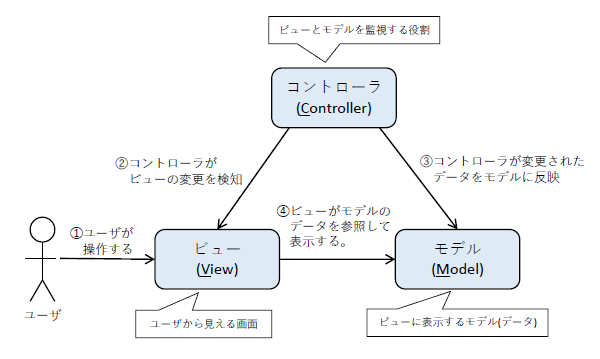 ビューとモデルを監視する役割
コントローラ
(Controller)
②コントローラが
ビューの変更を検知
③コントローラが変更された
データをモデルに反映
①ユーザが
操作する
④ビューがモデルの
データを参照して
表示する。
ビュー
(View)
モデル
(Model)
ユーザ
ユーザから見える画面
ビューに表示するモデル(データ)